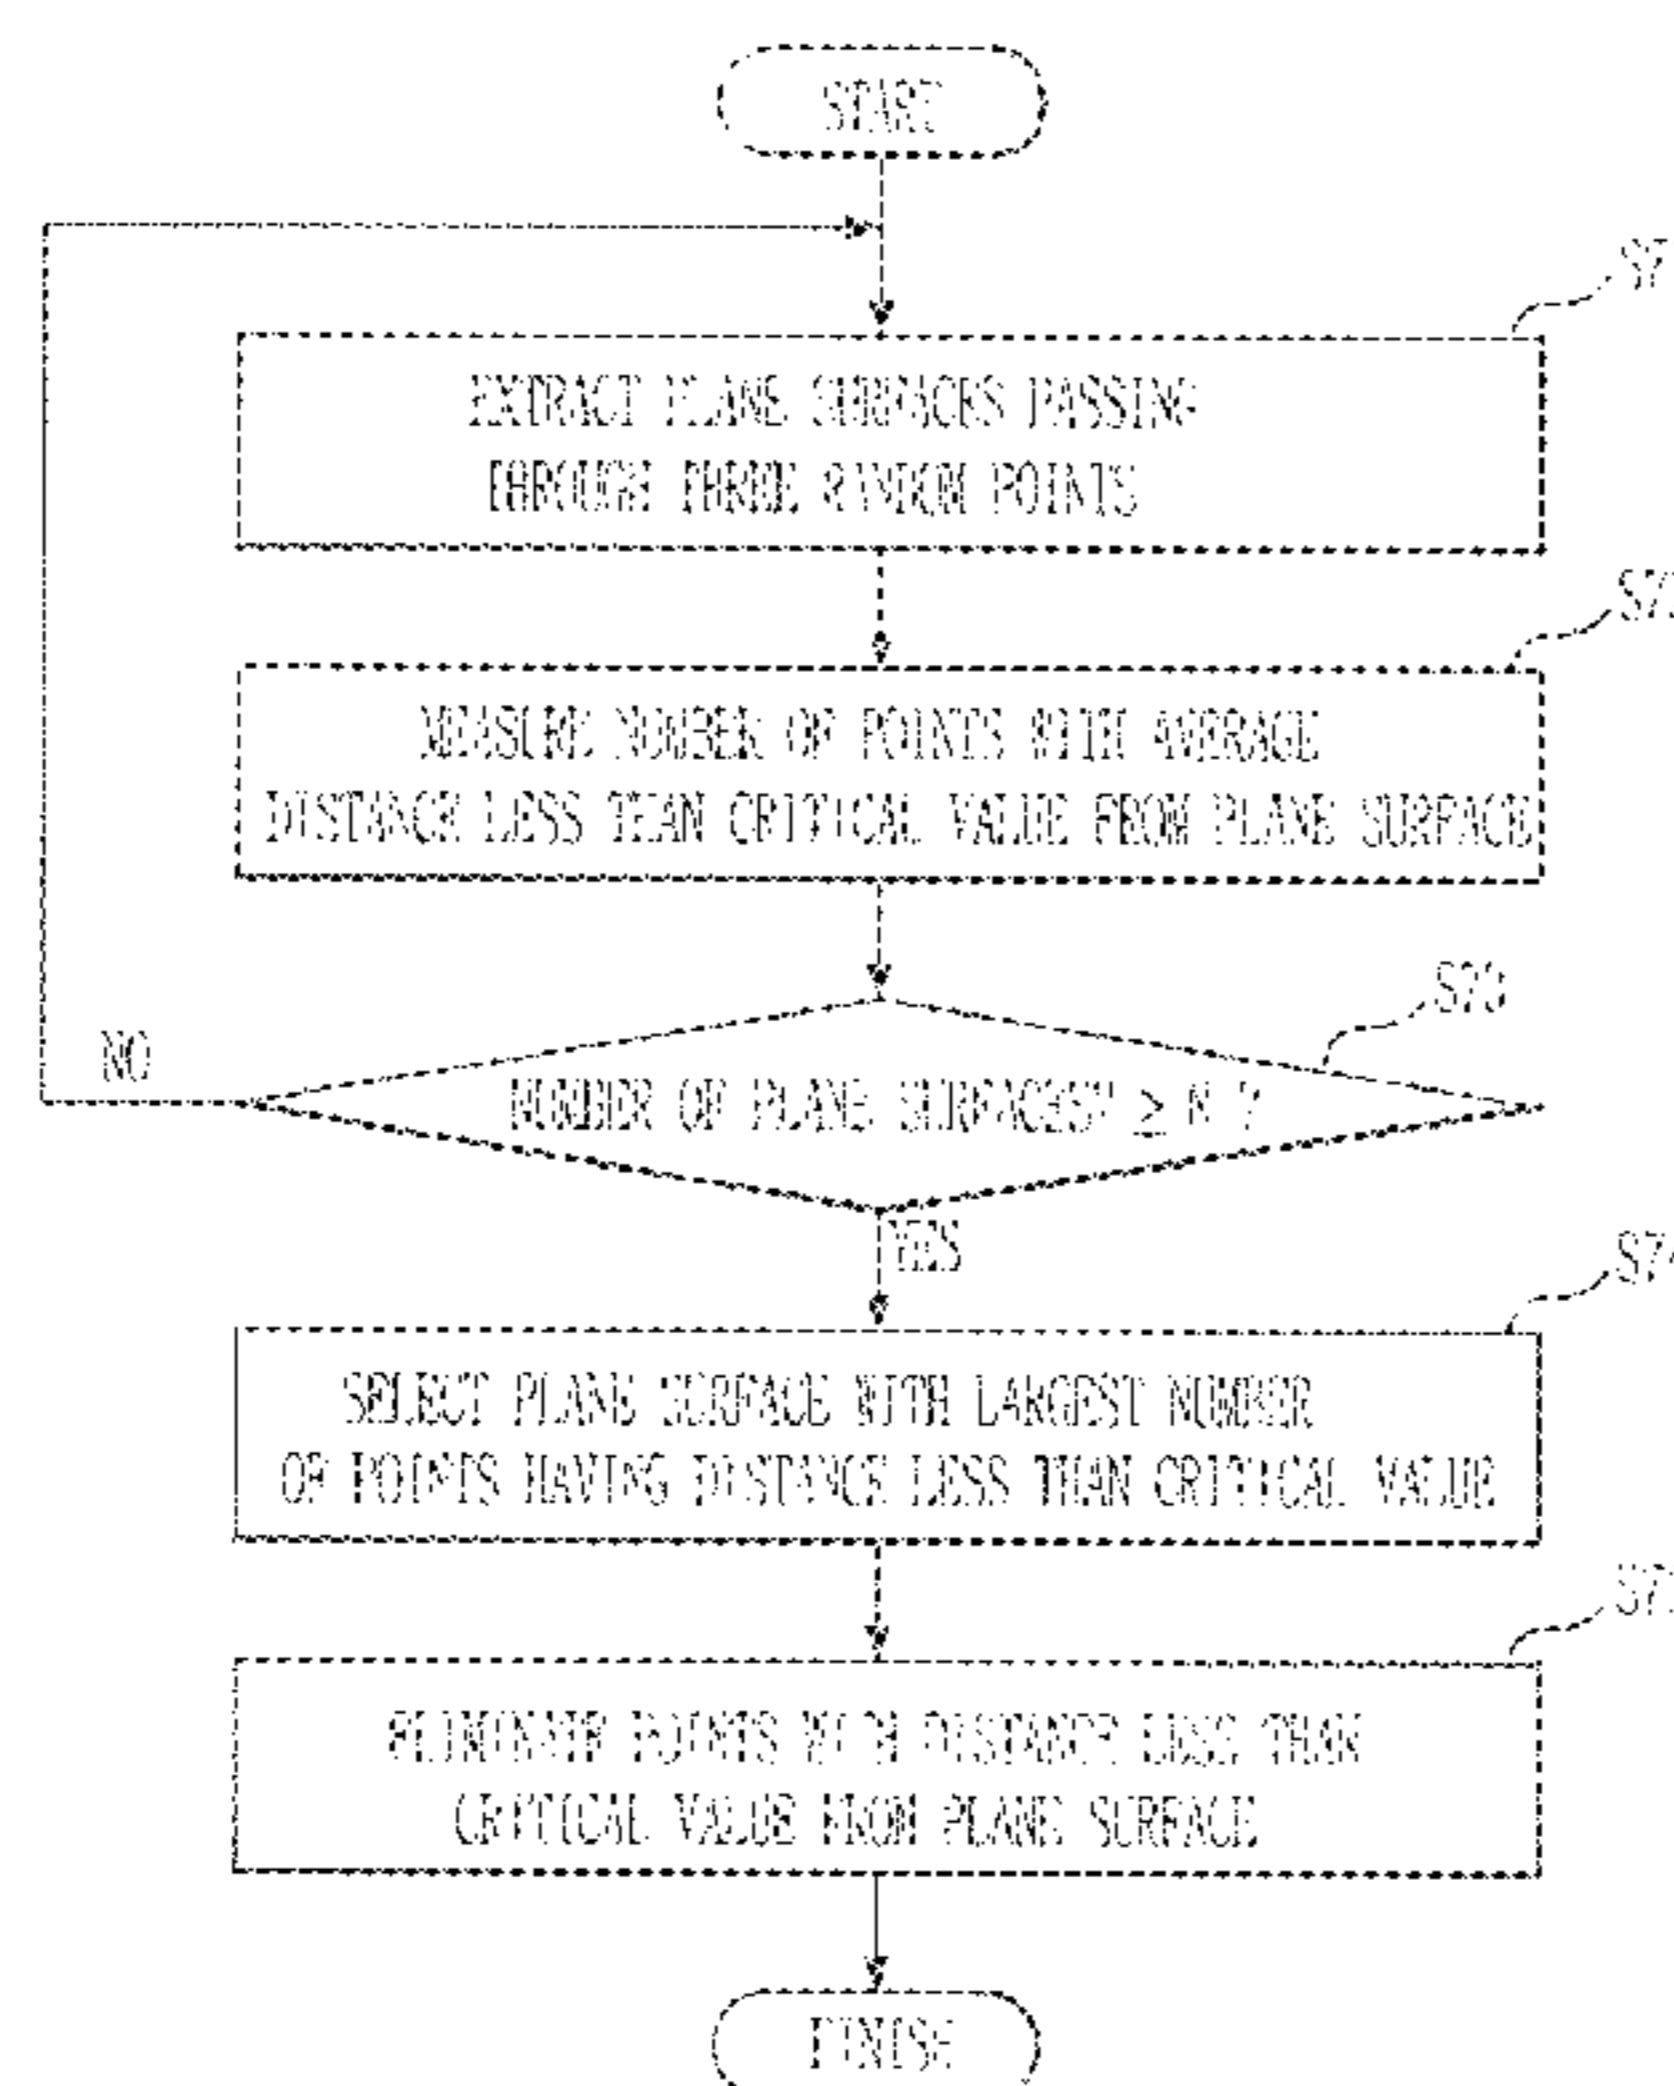 START
S7
EXTRACT PLANE SURFACES PASSING
THROUGH THREE RANDOM POINTS
S7
MEASURE NUMBER OF POINTS WITH AVERAGE
DISTANCE LESS THAN CRITICAL VALUE FROM PLANE SURFACE
S73
NO
NUMBER OF PLANE SURFACES" ≥ N ?
YES
S74
SELECT PLANE SURFACE WITH LARGEST NUMBER
OF POINTS HAVING DISTANCE LESS THAN CRITICAL VALUE
S7
ELIMINATE POINTS WITH DISTANCE LESS THAN
CRITICAL VALUE FROM PLANE SURFACE
FINISH